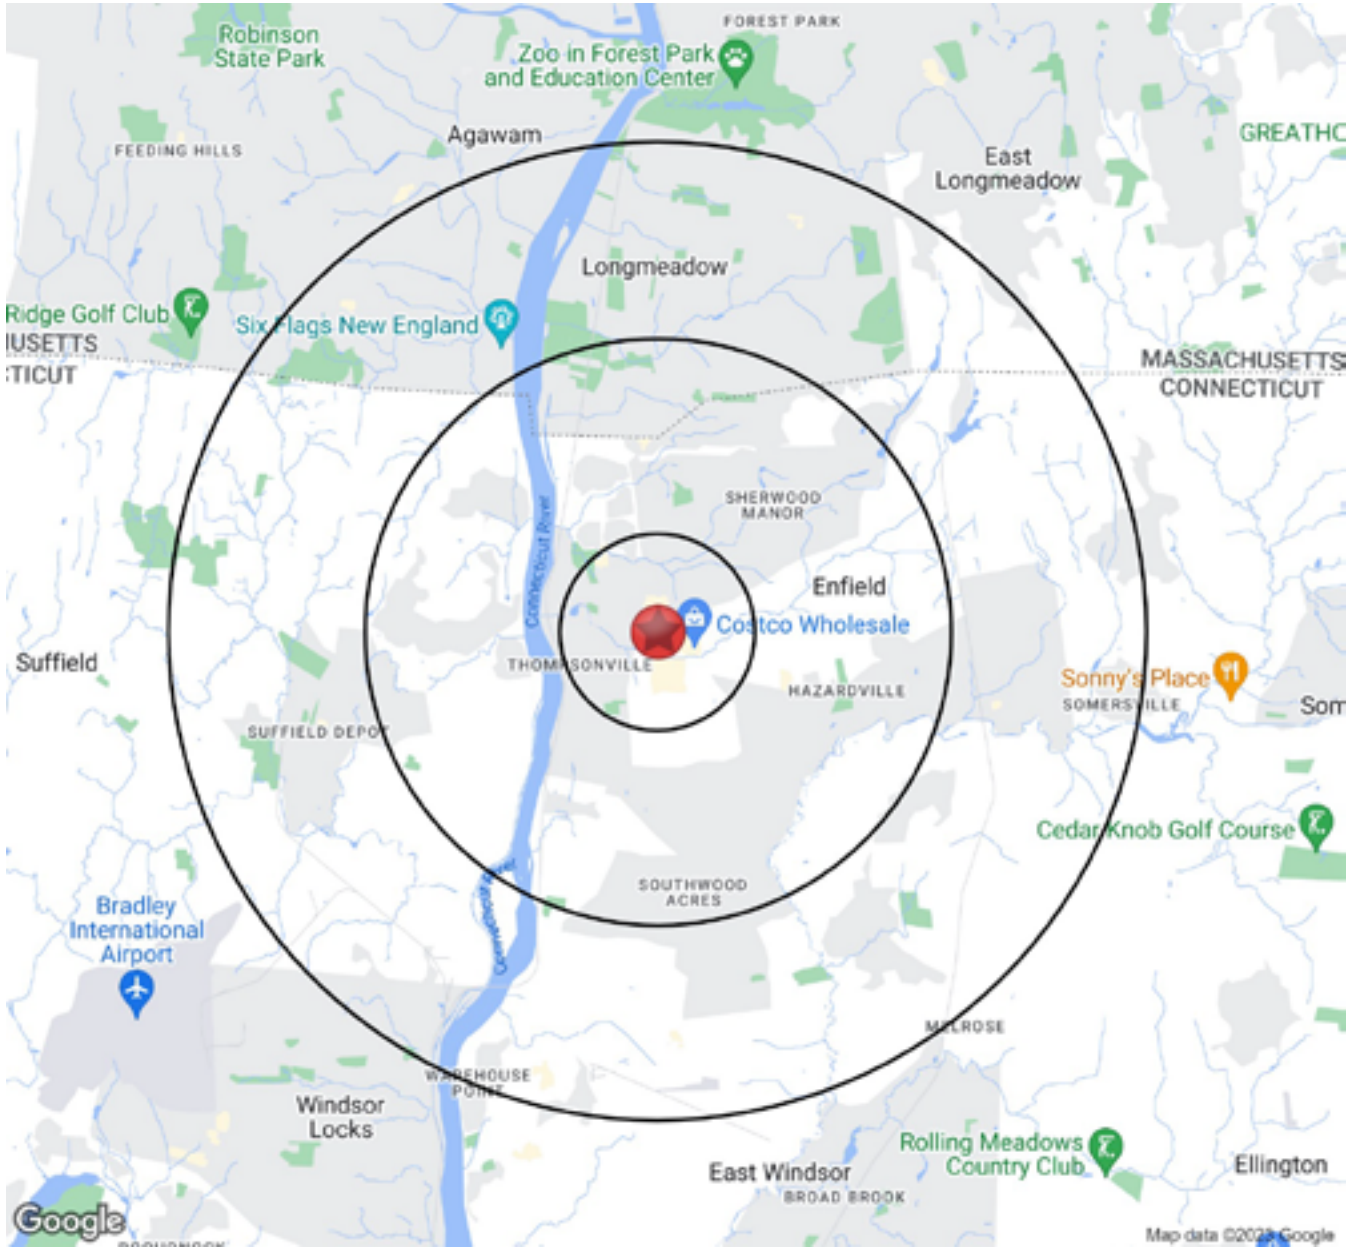 FOREST PARK
Robinson
State Park
Zoo in Forest Park
and Education Center
Agawam
FEEDING HILLS
GREATHO
East
Longmeadow
Longmeadow
Ridge Golf Club
Six Flags New England
USETTS
TICUT
MASSACHUSETTS
CONNECTICUT
SHERWOOD
MANOR
Connecticut River
Enfield
Costco Wholesale
THOMPSONVILLE
Suffield
HAZARDVILLE
Sonny's Place
SOMERSVILLE
Som
SUFFIELD DEPOT
Cedar Knob Golf Course
Connecticut River
SOUTHWOOD
ACRES
Bradley
International
Airport
MELROSE
WAREHOUSE
POINT
Windsor
Locks
Rolling Meadows
Country Club
East Windsor
BROAD BROOK
Ellington
Google
Map data ©2023 Google